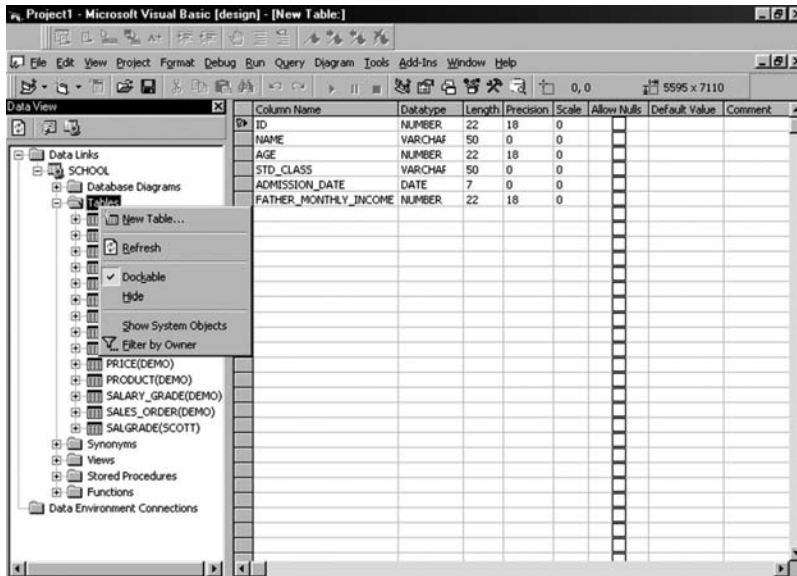 Project1 - Microsoft Visual Basic [design] - [New Table:]
File Edit View Project Format Debug Run Query Diagram Tools Add-Ins Window Help
0,0 5595 x 7110
Data View
Data Links
SCHOOL
Database Diagrams
Tables
New Table...
Refresh
Dockable
Hide
Show System Objects
Filter by Owner
PRICE(DEMO)
PRODUCT(DEMO)
SALARY_GRADE(DEMO)
SALES_ORDER(DEMO)
SALGRADE(SCOTT)
Synonyms
Views
Stored Procedures
Functions
Data Environment Connections
Column Name Datatype Length Precision Scale Allow Nulls Default Value Comment
ID NUMBER 22 18 0
NAME VARCHAR 50 0 0
AGE NUMBER 22 18 0
STD_CLASS VARCHAR 50 0 0
ADMISSION_DATE DATE 7 0 0
FATHER_MONTHLY_INCOME NUMBER 22 18 0